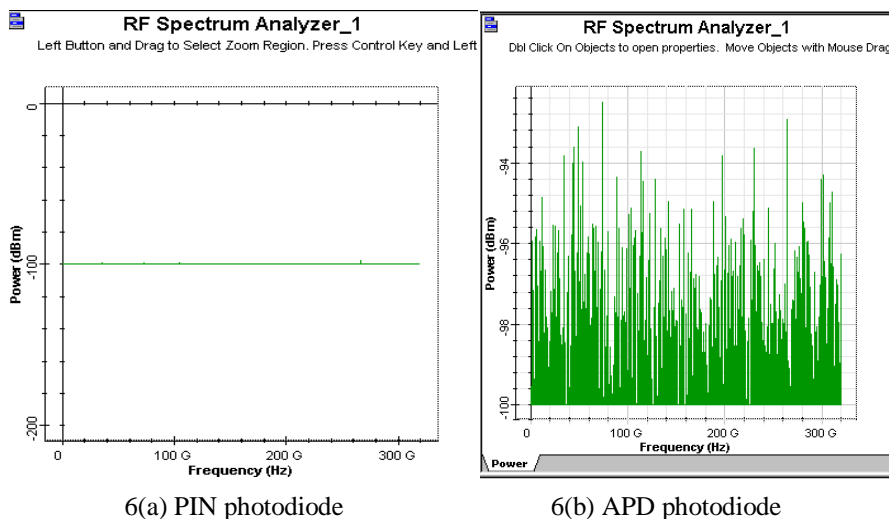 RF Spectrum Analyzer_1
Left Button and Drag to Select Zoom Region. Press Control Key and Left
Power (dBm)
0
-100
-200
0
100 G
200 G
300 G
Frequency (Hz)
6(a) PIN photodiode
RF Spectrum Analyzer_1
Dbl Click On Objects to open properties. Move Objects with Mouse Drag
Power (dBm)
-94
-96
-98
-100
0
100 G
200 G
300 G
Frequency (Hz)
Power
6(b) APD photodiode